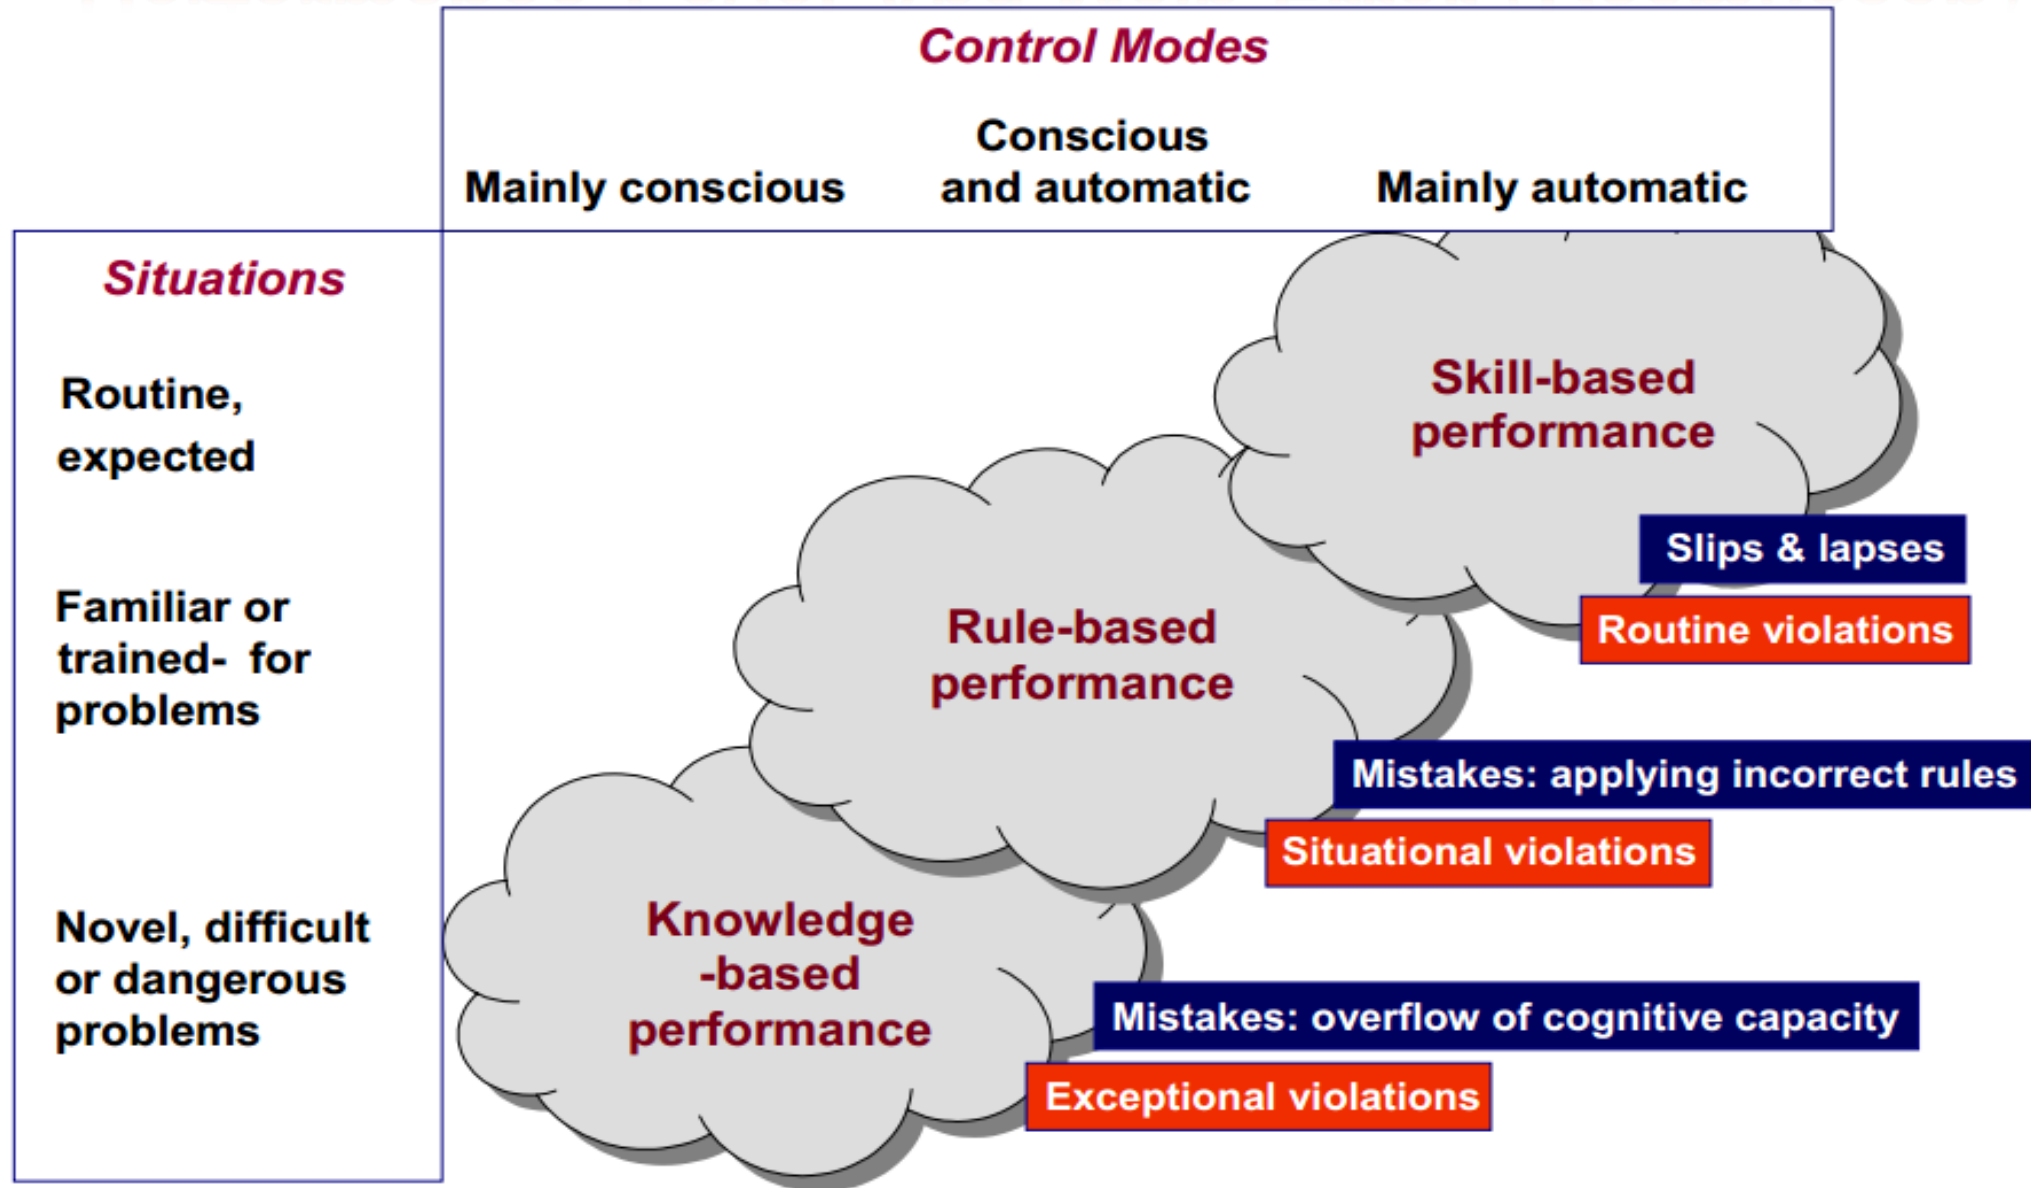 Control Modes
Mainly conscious
Conscious
and automatic
Mainly automatic
Situations
Routine,
expected
Familiar or
trained- for
problems
Novel, difficult
or dangerous
problems
Skill-based
performance
Slips & lapses
Routine violations
Rule-based
performance
Mistakes: applying incorrect rules
Situational violations
Knowledge
-based
performance
Mistakes: overflow of cognitive capacity
Exceptional violations